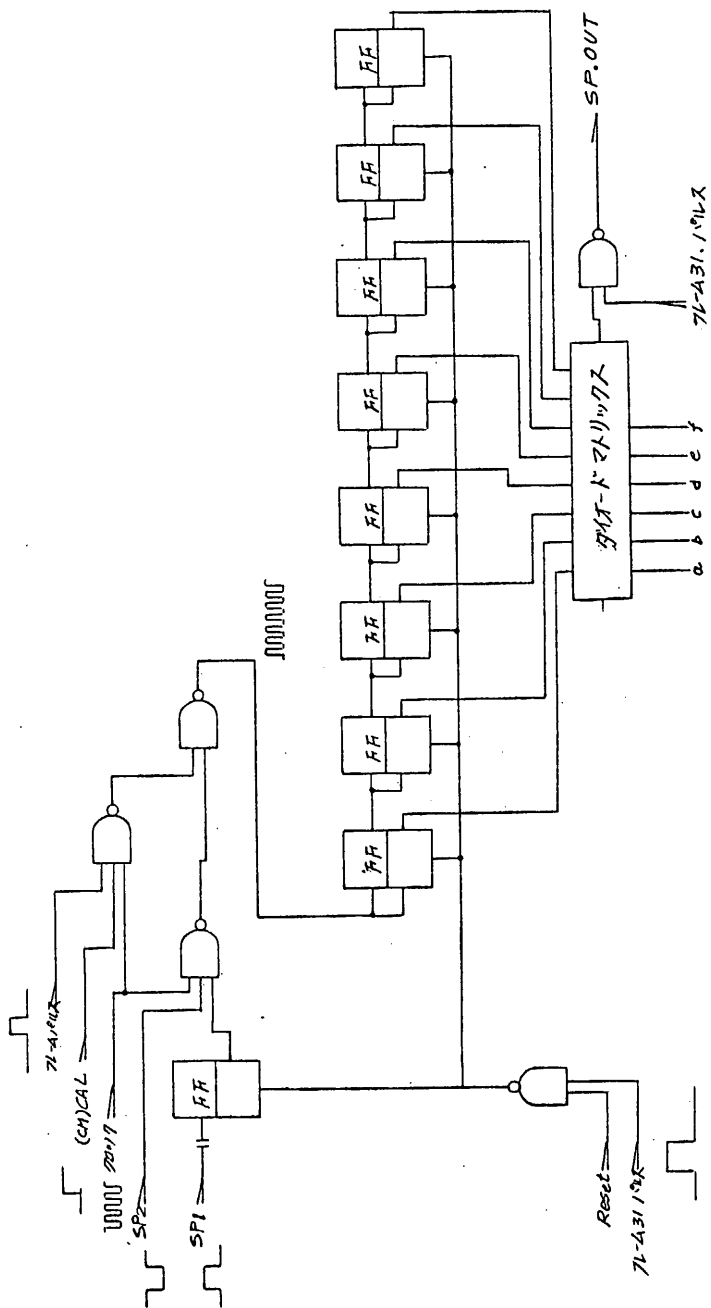 フレームパルス
(CM)CAL
クロック
SP2
SP1
FF
FF
FF
FF
FF
FF
FF
FF
FF
Reset
フレーム31パルス
ダイオードマトリックス
a
b
c
d
e
f
SP.OUT
フレーム31.パルス